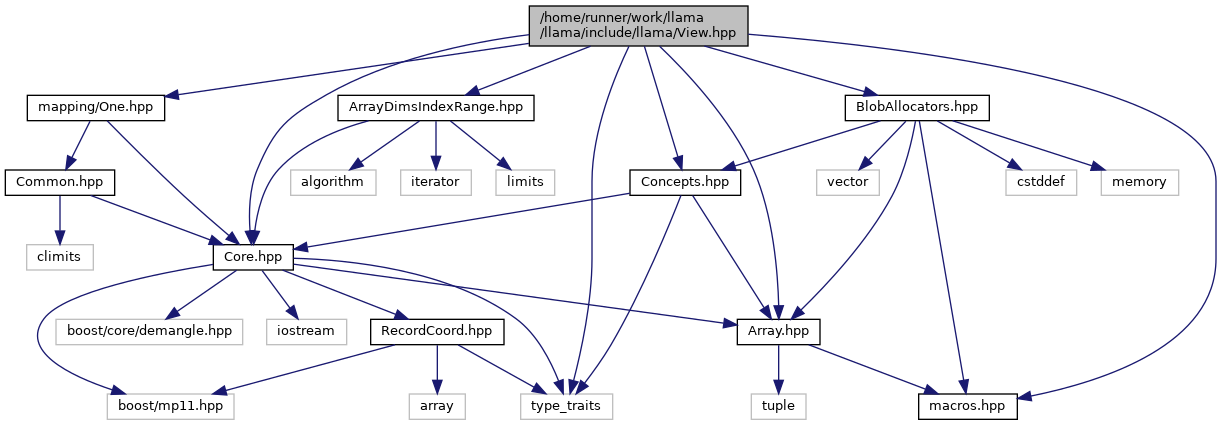 /home/runner/work/llama
/llama/include/llama/View.hpp
mapping/One.hpp
ArrayDimsIndexRange.hpp
BlobAllocators.hpp
Common.hpp
algorithm
iterator
limits
Concepts.hpp
vector
cstddef
memory
climits
Core.hpp
boost/core/demangle.hpp
iostream
RecordCoord.hpp
Array.hpp
boost/mp11.hpp
array
type_traits
tuple
macros.hpp